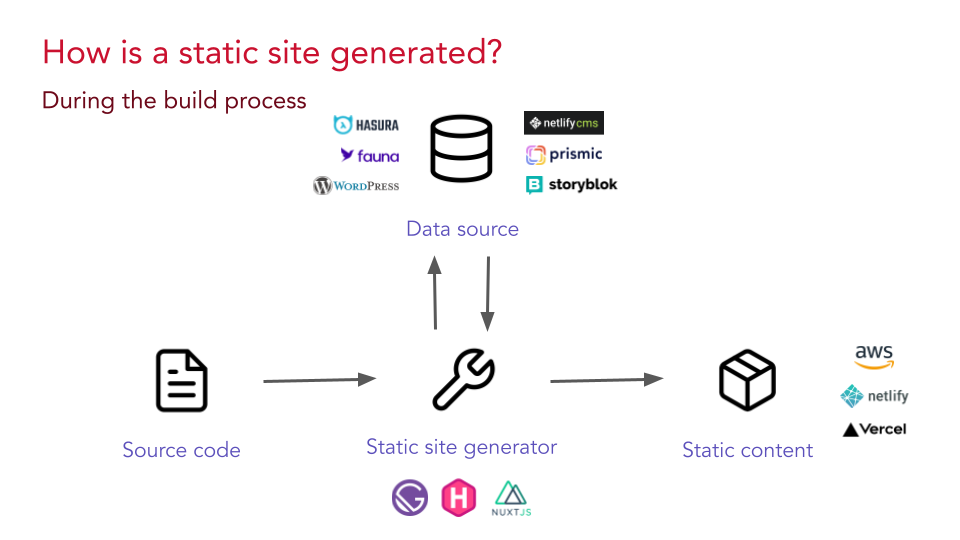 How is a static site generated?
During the build process
HASURA
fauna
WORDPRESS
netlifycms
prismic
storyblok
Data source
Source code
Static site generator
Static content
aws
netlify
Vercel
G
H
NUXTJS